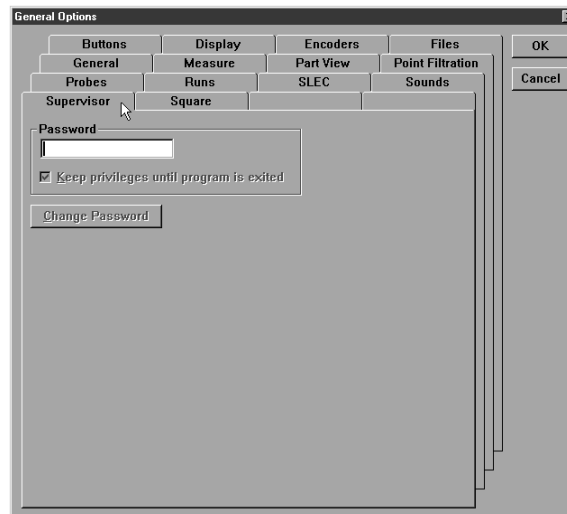 General Options
Buttons Display Encoders Files
General Measure Part View Point Filtration
Probes Runs SLEC Sounds
Supervisor Square
OK
Cancel
Password
Keep privileges until program is exited
Change Password